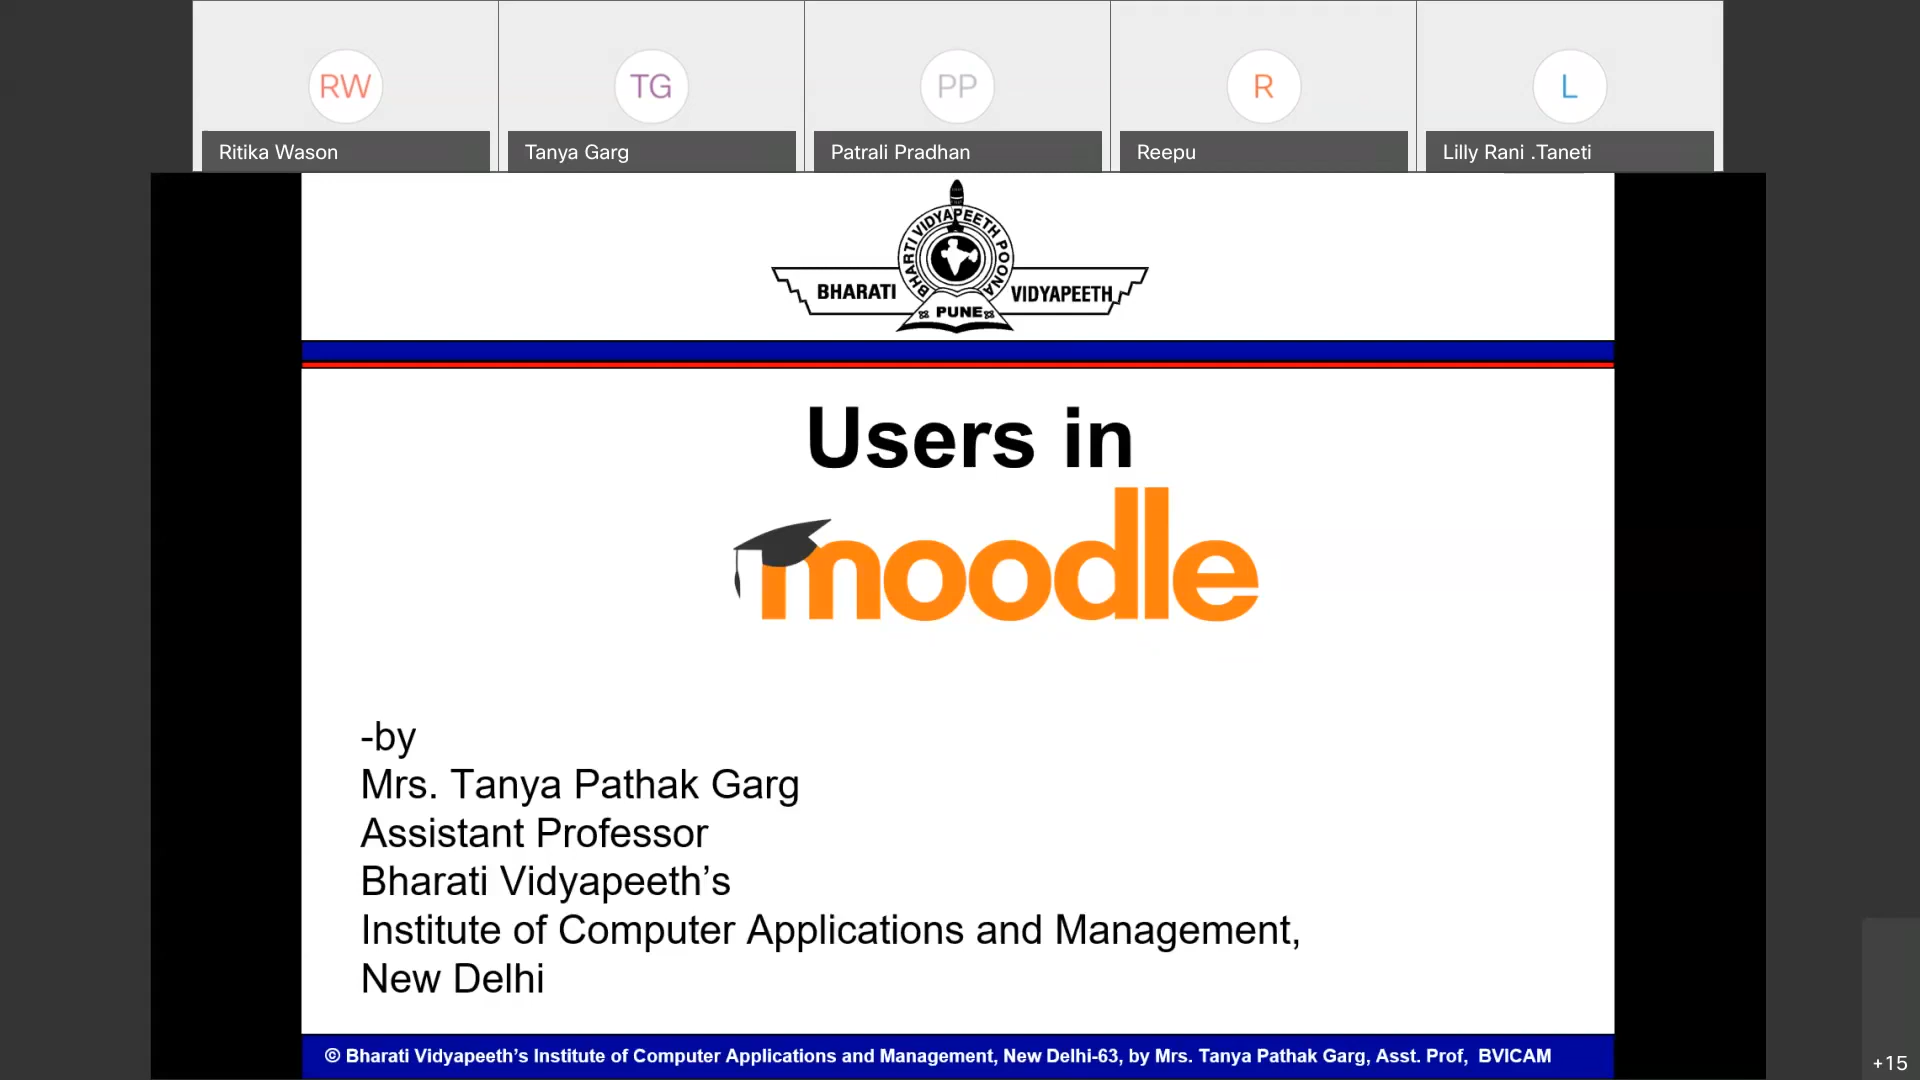 RW
TG
PP
R
L
Ritika Wason
Tanya Garg
Patrali Pradhan
Reepu
Lilly Rani .Taneti
BHARTI VIDYAPEETH POONA
BHARATI
VIDYAPEETH
PUNE
Users in
moodle
-by
Mrs. Tanya Pathak Garg
Assistant Professor
Bharati Vidyapeeth’s
Institute of Computer Applications and Management,
New Delhi
© Bharati Vidyapeeth’s Institute of Computer Applications and Management, New Delhi-63, by Mrs. Tanya Pathak Garg, Asst. Prof, BVICAM
+15